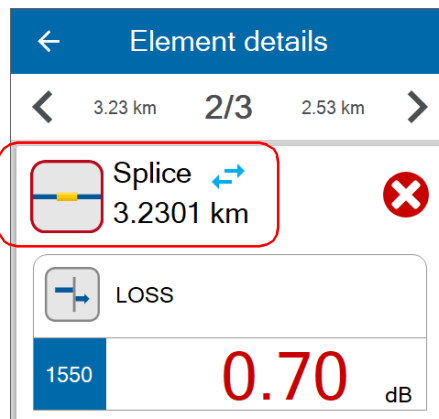 Element details
3.23 km 2/3 2.53 km
Splice
3.2301 km
LOSS
1550 0.70 dB